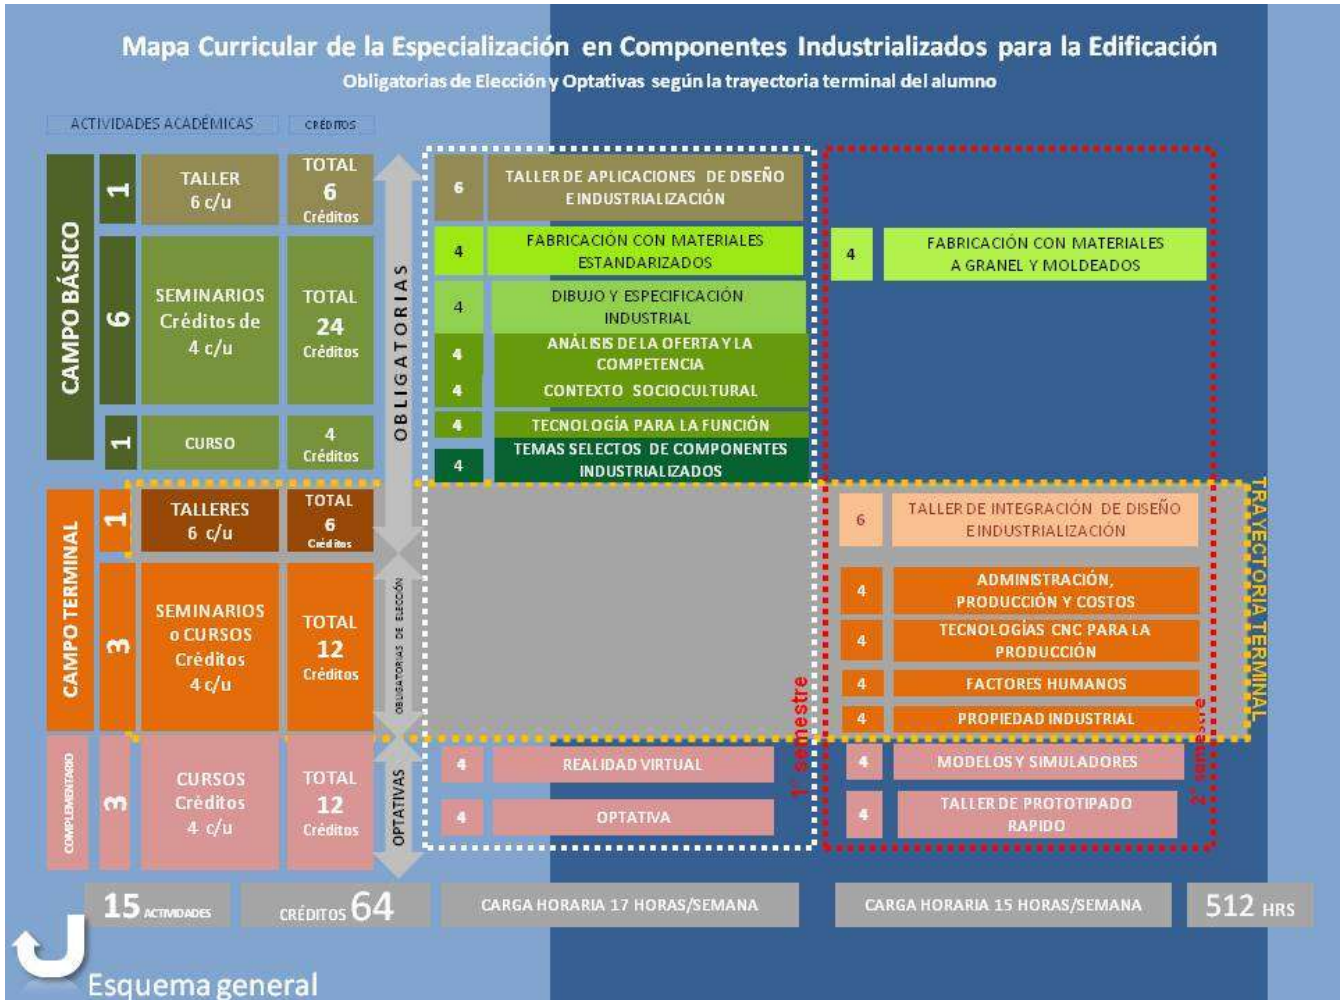 Mapa Curricular de la Especialización en Componentes Industrializados para la Edificación
Obligatorias de Elección y Optativas según la trayectoria terminal del alumno
ACTIVIDADES ACADÉMICAS
CRÉDITOS
CAMPO BÁSICO
1
TALLER
6 c/u
TOTAL
6
Créditos
6
SEMINARIOS
Créditos de
4 c/u
TOTAL
24
Créditos
1
CURSO
4
Créditos
OBLIGATORIAS
6
TALLER DE APLICACIONES DE DISEÑO
E INDUSTRIALIZACIÓN
4
FABRICACIÓN CON MATERIALES
ESTANDARIZADOS
4
DIBUJO Y ESPECIFICACIÓN
INDUSTRIAL
4
ANÁLISIS DE LA OFERTA Y LA
COMPETENCIA
4
CONTEXTO SOCIOCULTURAL
4
TECNOLOGÍA PARA LA FUNCIÓN
4
TEMAS SELECTOS DE COMPONENTES
INDUSTRIALIZADOS
4
FABRICACIÓN CON MATERIALES
A GRANEL Y MOLDEADOS
CAMPO TERMINAL
1
TALLERES
6 c/u
TOTAL
6
Créditos
3
SEMINARIOS
o CURSOS
Créditos
4 c/u
TOTAL
12
Créditos
OBLIGATORIAS DE ELECCIÓN
6
TALLER DE INTEGRACIÓN DE DISEÑO
E INDUSTRIALIZACIÓN
4
ADMINISTRACIÓN,
PRODUCCIÓN Y COSTOS
4
TECNOLOGÍAS CNC PARA LA
PRODUCCIÓN
4
FACTORES HUMANOS
4
PROPIEDAD INDUSTRIAL
TRAYECTORIA TERMINAL
COMPLEMENTARIO
3
CURSOS
Créditos
4 c/u
TOTAL
12
Créditos
OPTATIVAS
4
REALIDAD VIRTUAL
4
OPTATIVA
1° semestre
4
MODELOS Y SIMULADORES
4
TALLER DE PROTOTIPADO
RAPIDO
2° semestre
15 ACTIVIDADES
CRÉDITOS 64
CARGA HORARIA 17 HORAS/SEMANA
CARGA HORARIA 15 HORAS/SEMANA
512 HRS
Esquema general